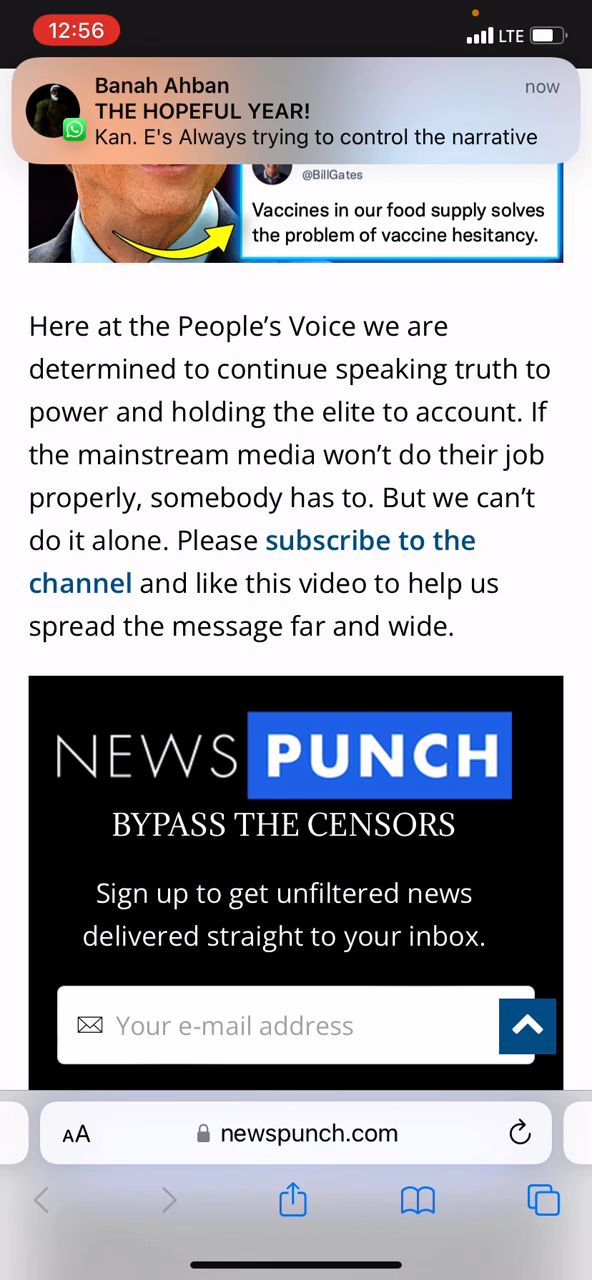 12:56
LTE
Banah Ahban
now
THE HOPEFUL YEAR!
Kan. E's Always trying to control the narrative
@BillGates
Vaccines in our food supply solves
the problem of vaccine hesitancy.
Here at the People’s Voice we are
determined to continue speaking truth to
power and holding the elite to account. If
the mainstream media won’t do their job
properly, somebody has to. But we can’t
do it alone. Please subscribe to the
channel and like this video to help us
spread the message far and wide.
NEWS PUNCH
BYPASS THE CENSORS
Sign up to get unfiltered news
delivered straight to your inbox.
Your e-mail address
AA
newspunch.com